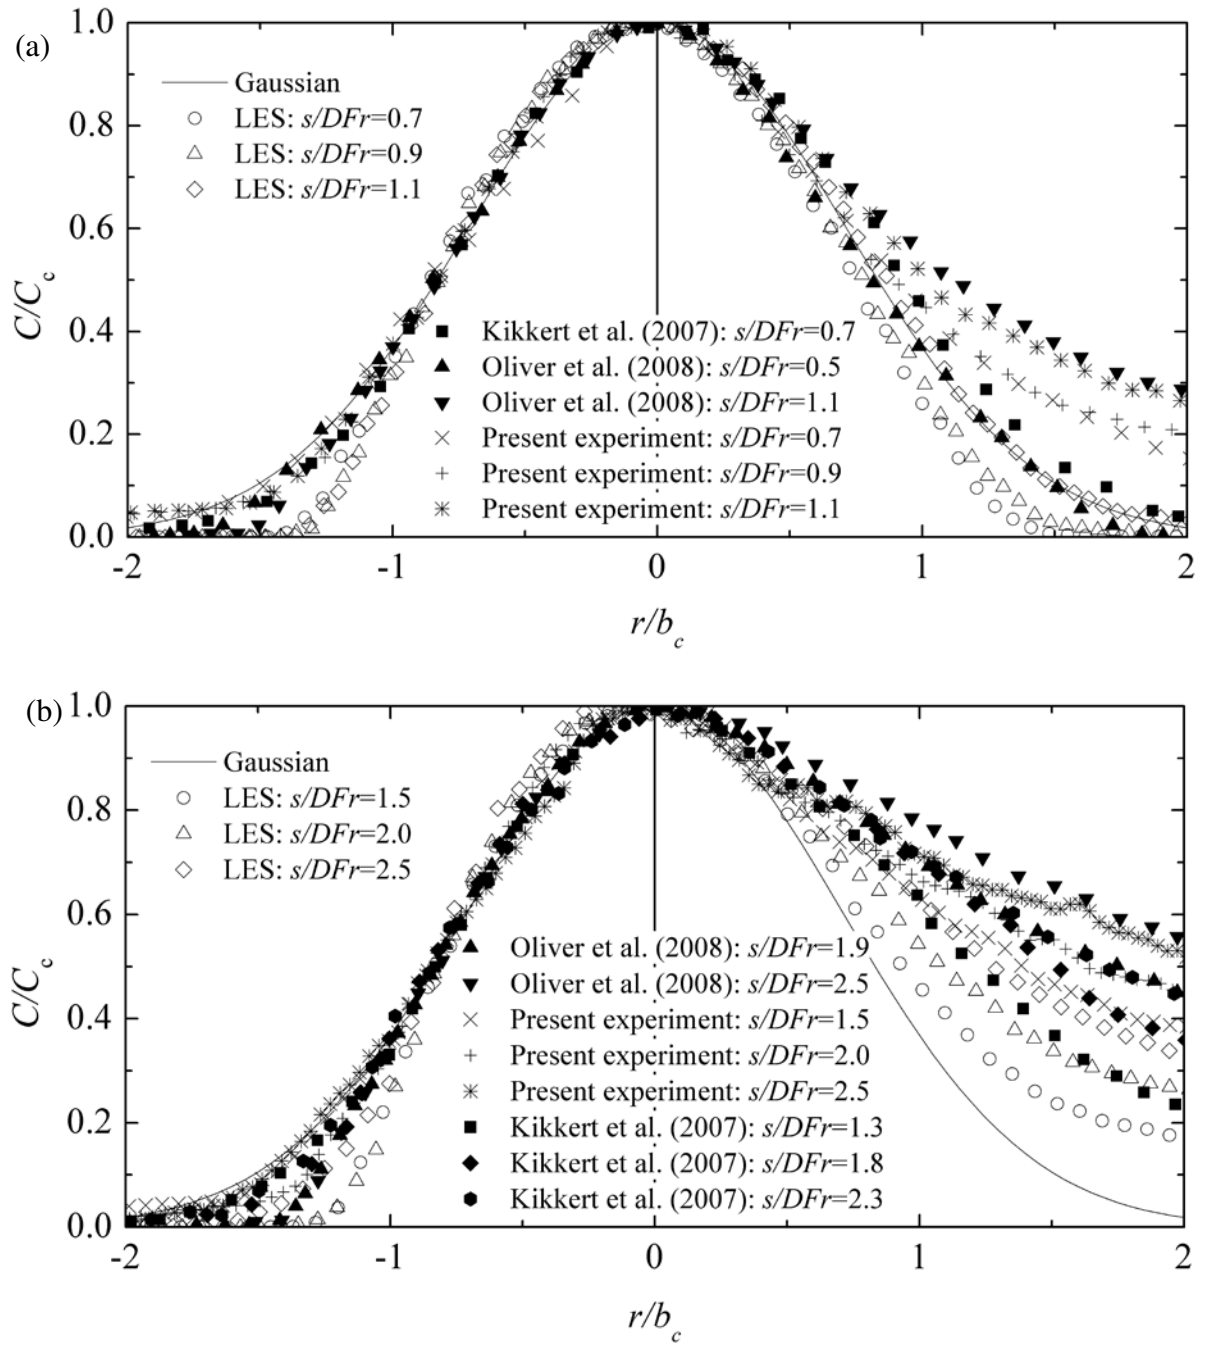 (a)
1.0
0.8
0.6
0.4
0.2
0.0
C/Cc
Gaussian
LES: s/DFr=0.7
LES: s/DFr=0.9
LES: s/DFr=1.1
Kikkert et al. (2007): s/DFr=0.7
Oliver et al. (2008): s/DFr=0.5
Oliver et al. (2008): s/DFr=1.1
Present experiment: s/DFr=0.7
Present experiment: s/DFr=0.9
Present experiment: s/DFr=1.1
-2 -1 0 1 2
r/bc
(b)
1.0
0.8
0.6
0.4
0.2
0.0
C/Cc
Gaussian
LES: s/DFr=1.5
LES: s/DFr=2.0
LES: s/DFr=2.5
Oliver et al. (2008): s/DFr=1.9
Oliver et al. (2008): s/DFr=2.5
Present experiment: s/DFr=1.5
Present experiment: s/DFr=2.0
Present experiment: s/DFr=2.5
Kikkert et al. (2007): s/DFr=1.3
Kikkert et al. (2007): s/DFr=1.8
Kikkert et al. (2007): s/DFr=2.3
-2 -1 0 1 2
r/bc